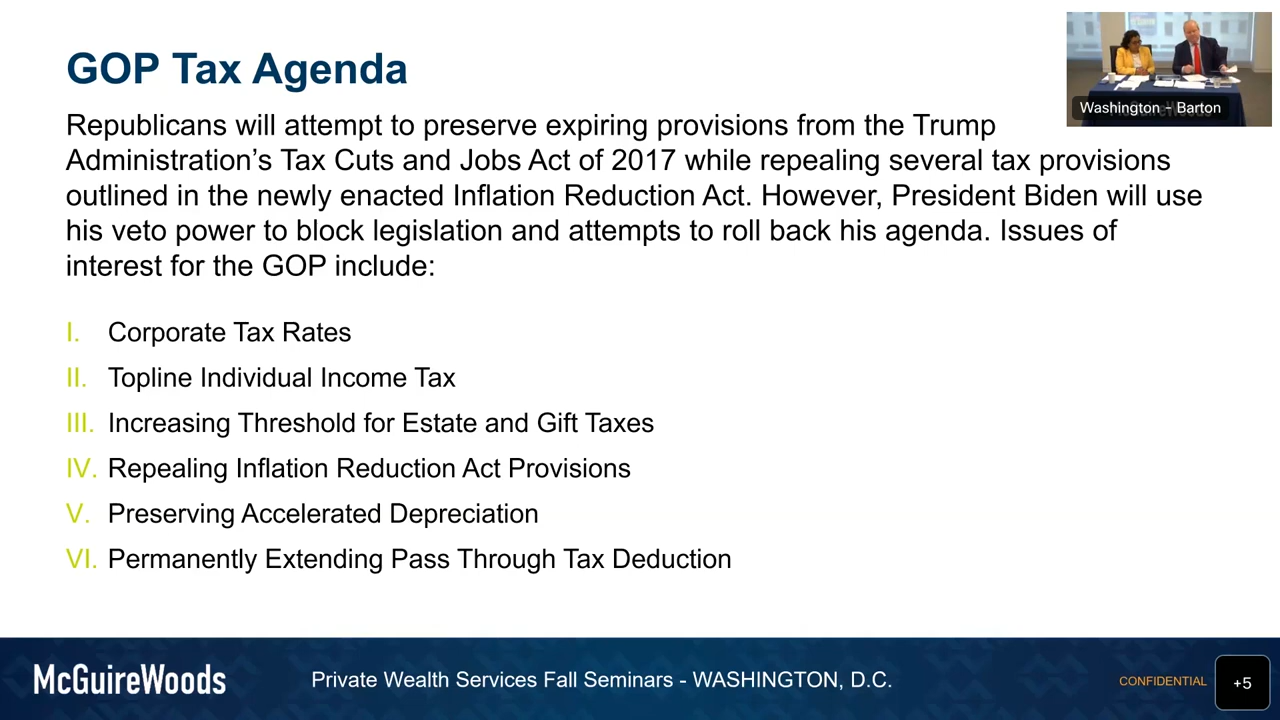 GOP Tax Agenda
Republicans will attempt to preserve expiring provisions from the Trump
Administration’s Tax Cuts and Jobs Act of 2017 while repealing several tax provisions
outlined in the newly enacted Inflation Reduction Act. However, President Biden will use
his veto power to block legislation and attempts to roll back his agenda. Issues of
interest for the GOP include:
I. Corporate Tax Rates
II. Topline Individual Income Tax
III. Increasing Threshold for Estate and Gift Taxes
IV. Repealing Inflation Reduction Act Provisions
V. Preserving Accelerated Depreciation
VI. Permanently Extending Pass Through Tax Deduction
Washington - Barton
McGuireWoods
Private Wealth Services Fall Seminars - WASHINGTON, D.C.
CONFIDENTIAL
+5